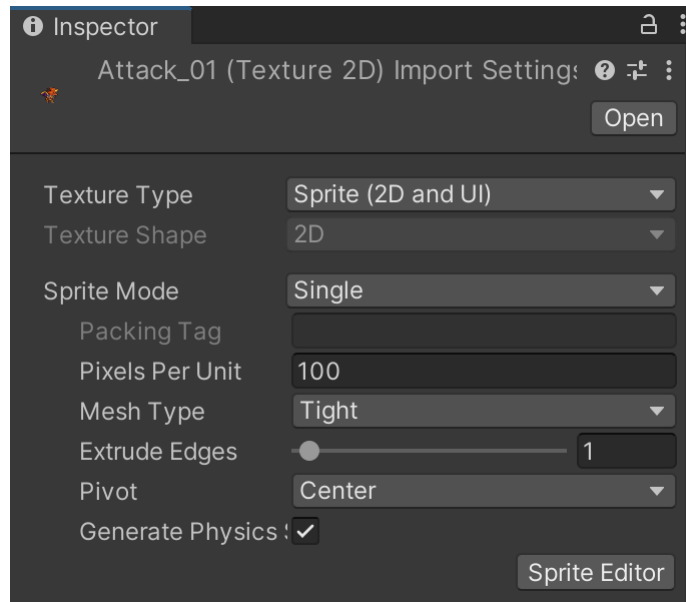 Inspector
Attack_01 (Texture 2D) Import Settings
Open
Texture Type Sprite (2D and UI)
Texture Shape 2D
Sprite Mode Single
Packing Tag
Pixels Per Unit 100
Mesh Type Tight
Extrude Edges 1
Pivot Center
Generate Physics
Sprite Editor